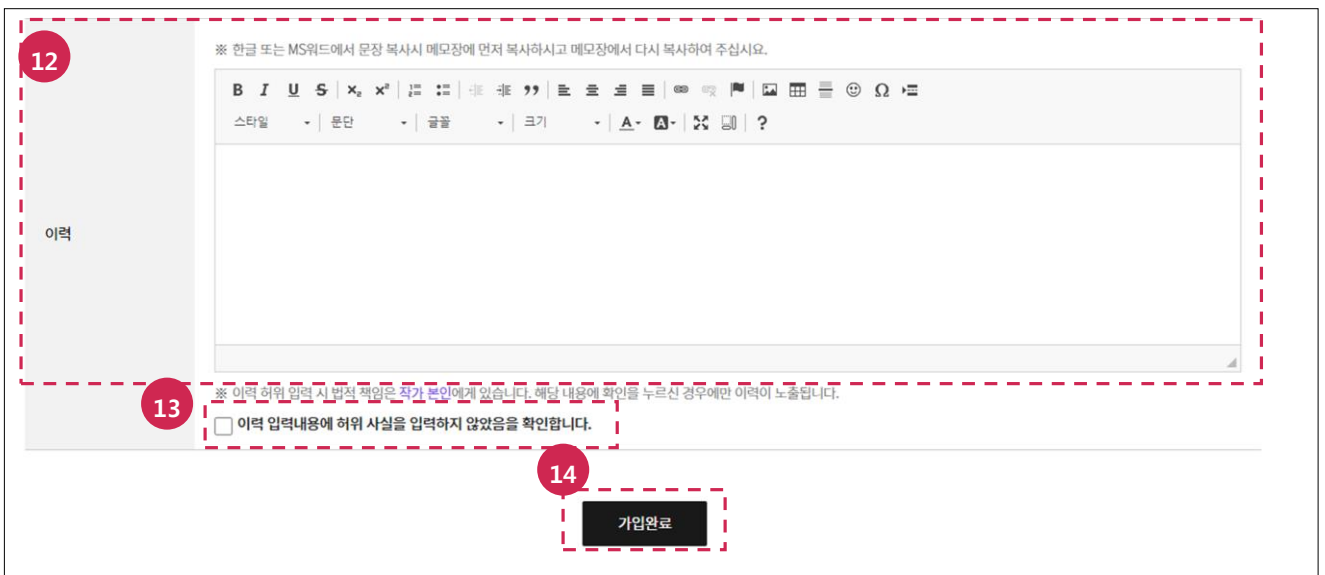 12
※ 한글 또는 MS워드에서 문장 복사시 메모장에 먼저 복사하시고 메모장에서 다시 복사하여 주십시요.
B I U S x₂ x² ?
스타일 문단 글꼴 크기 A A ?
이력
※ 이력 허위 입력 시 법적 책임은 작가 본인에게 있습니다. 해당 내용에 확인을 누르신 경우에만 이력이 노출됩니다.
13
이력 입력내용에 허위 사실을 입력하지 않았음을 확인합니다.
14
가입완료